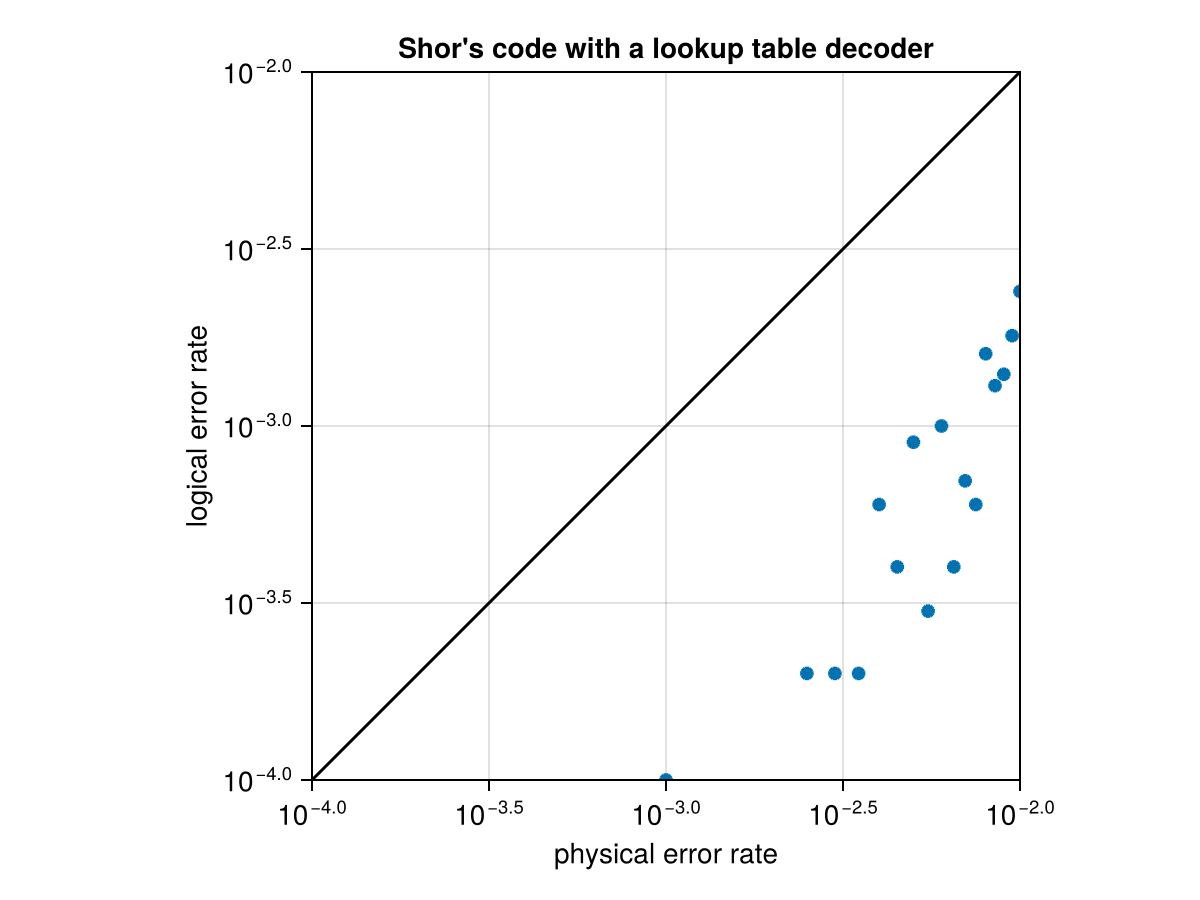 Shor's code with a lookup table decoder
10⁻²·⁰
10⁻²·⁵
10⁻³·⁰
10⁻³·⁵
10⁻⁴·⁰
logical error rate
10⁻⁴·⁰ 10⁻³·⁵ 10⁻³·⁰ 10⁻²·⁵ 10⁻²·⁰
physical error rate